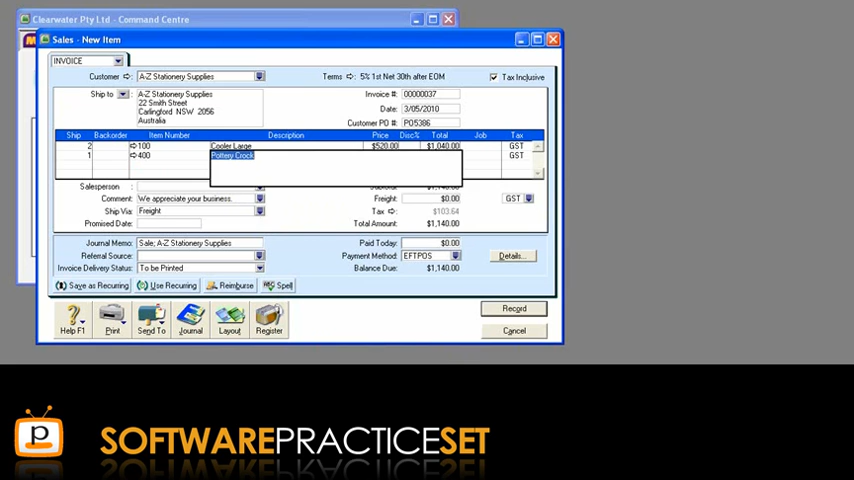 Clearwater Pty Ltd - Command Centre
Sales - New Item
INVOICE
Customer A-Z Stationery Supplies Terms 5% 1st Net 30th after EOM Tax Inclusive
Ship to A-Z Stationery Supplies
22 Smith Street
Carlingford NSW 2056
Australia
Invoice #: 00000037
Date: 3/05/2010
Customer PO #: PO5386
Ship Backorder Item Number Description Price Disc% Total Job Tax
2 100 Cooler Large $520.00 $1,040.00 GST
1 400 Pottery Crock GST
Salesperson : Subtotal: $1,140.00
Comment: We appreciate your business. Freight: $0.00 GST
Ship Via: Freight Tax $103.64
Promised Date: Total Amount: $1,140.00
Journal Memo: Sale; A-Z Stationery Supplies Paid Today: $0.00
Referral Source: Payment Method: EFTPOS Details...
Invoice Delivery Status: To be Printed Balance Due: $1,140.00
Save as Recurring Use Recurring Reimburse Spell
Help F1 Print Send To Journal Layout Register
Record
Cancel
p
SOFTWAREPRACTICESET